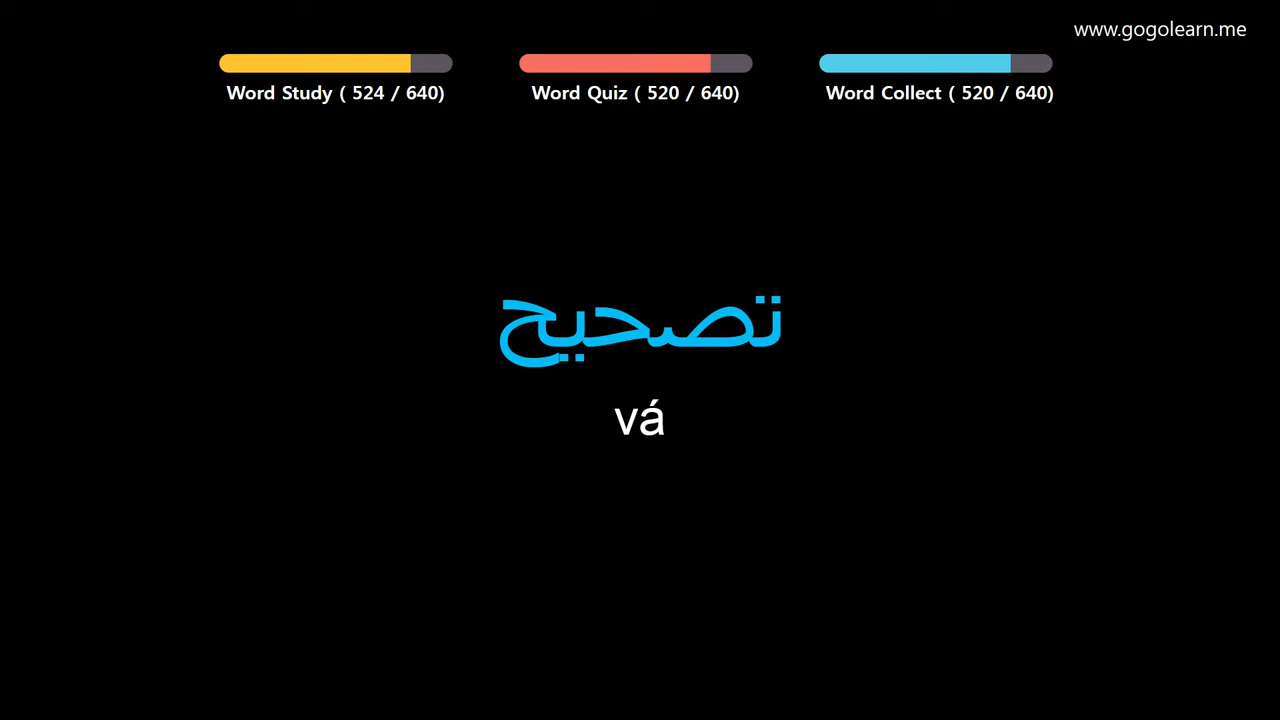 www.gogolearn.me
Word Study ( 524 / 640)
Word Quiz ( 520 / 640)
Word Collect ( 520 / 640)
تصحيح
vá